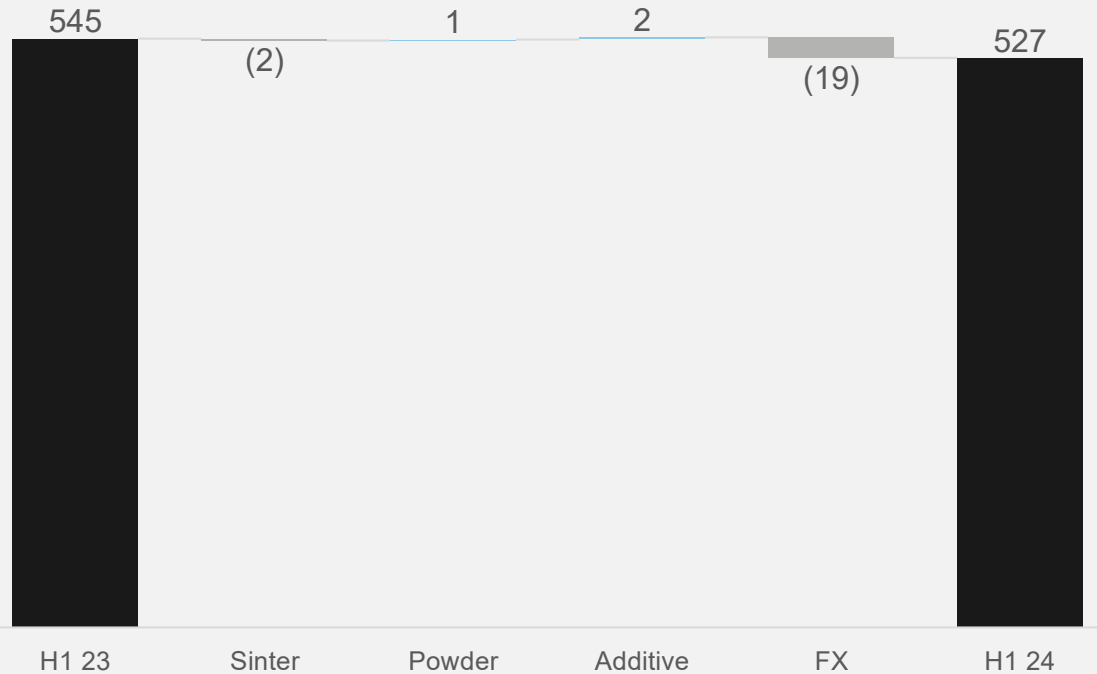 545
(2)
1
2
(19)
527
H1 23
Sinter
Powder
Additive
FX
H1 24